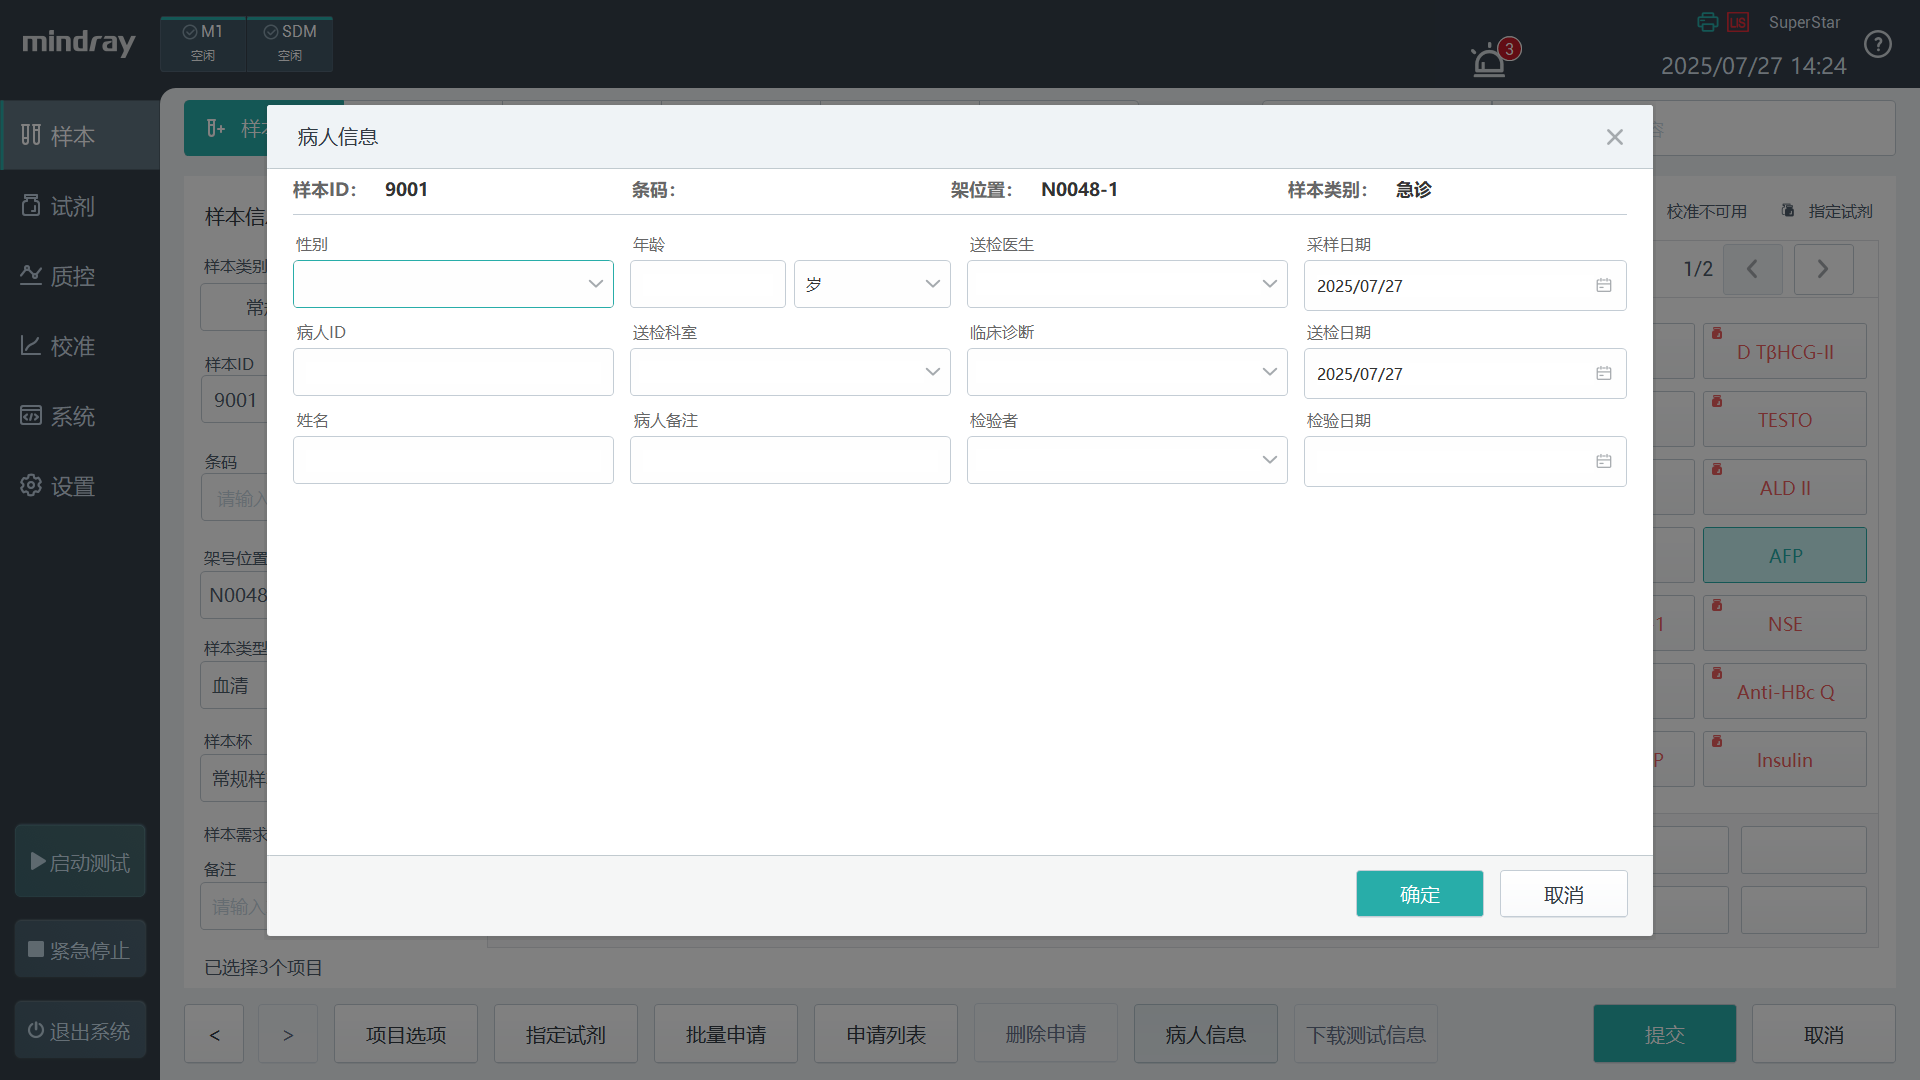 mindray
M1
空闲
SDM
空闲
3
LIS
SuperStar
2025/07/27 14:24
样本
试剂
质控
校准
系统
设置
启动测试
紧急停止
退出系统
病人信息
样本ID： 9001
条码：
架位置： N0048-1
样本类别： 急诊
性别
年龄
岁
送检医生
采样日期
2025/07/27
病人ID
送检科室
临床诊断
送检日期
2025/07/27
姓名
病人备注
检验者
检验日期
确定
取消
样本信
样本类别
样本ID
9001
条码
请输入
架号位置
N0048
样本类型
血清
样本杯
常规样
样本需求
备注
请输入
已选择3个项目
校准不可用
指定试剂
1/2
D TβHCG-II
TESTO
ALD II
AFP
1
NSE
Anti-HBc Q
P
Insulin
<
>
项目选项
指定试剂
批量申请
申请列表
删除申请
病人信息
下载测试信息
提交
取消